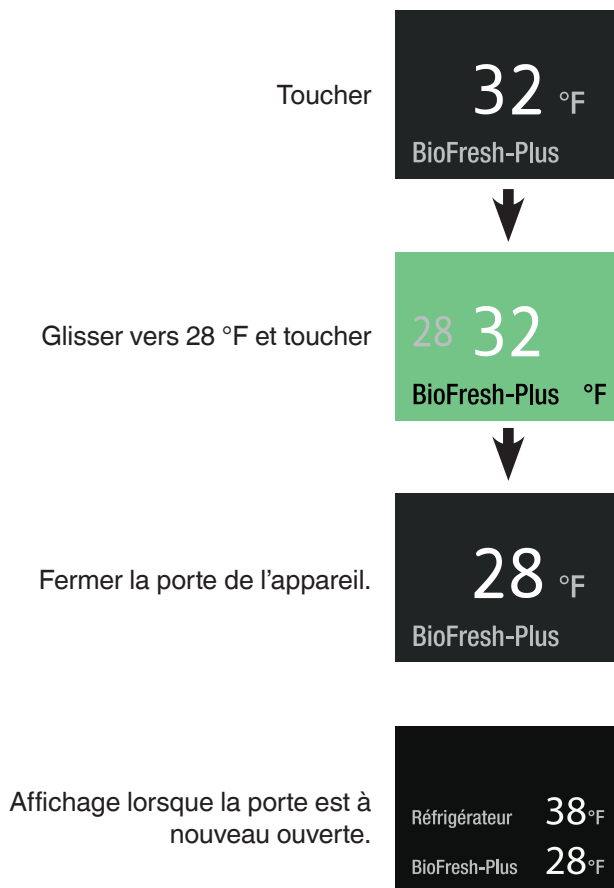 Toucher
32 °F
BioFresh-Plus
Glisser vers 28 °F et toucher
28 32
BioFresh-Plus °F
Fermer la porte de l’appareil.
28 °F
BioFresh-Plus
Affichage lorsque la porte est à
nouveau ouverte.
Réfrigérateur 38°F
BioFresh-Plus 28°F